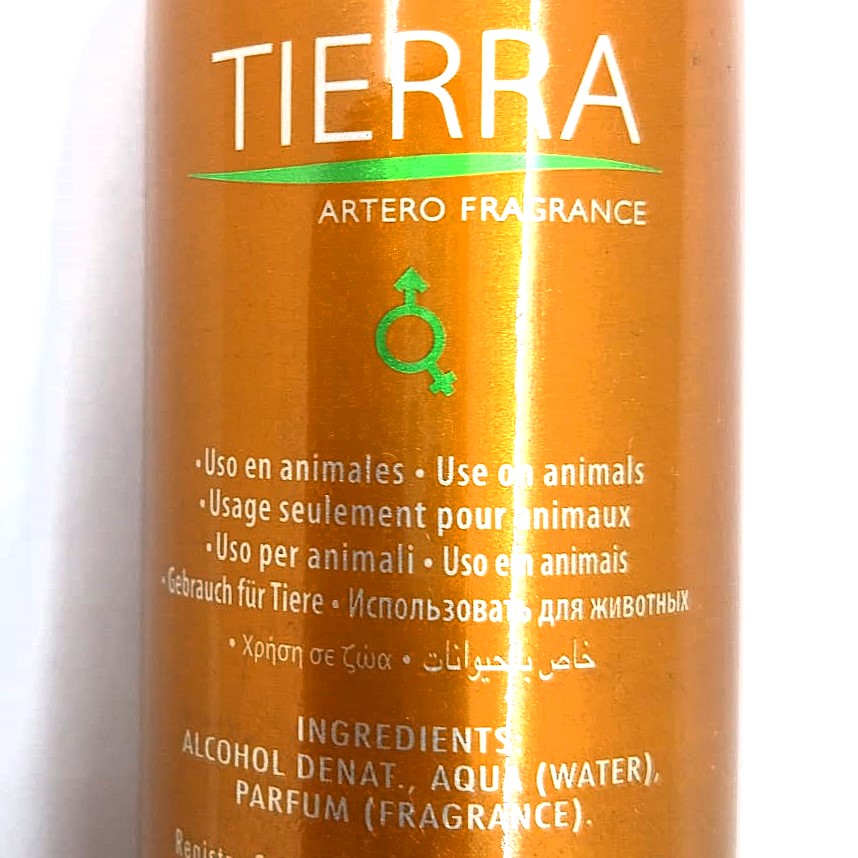 TIERRA
ARTERO FRAGRANCE
•Uso en animales • Use on animals
•Usage seulement pour animaux
•Uso per animali • Uso em animais
•Gebrauch für Tiere • Использовать для животных
• Χρήση σε ζώα • خاص بالحيوانات
INGREDIENTS:
ALCOHOL DENAT., AQUA (WATER),
PARFUM (FRAGRANCE).